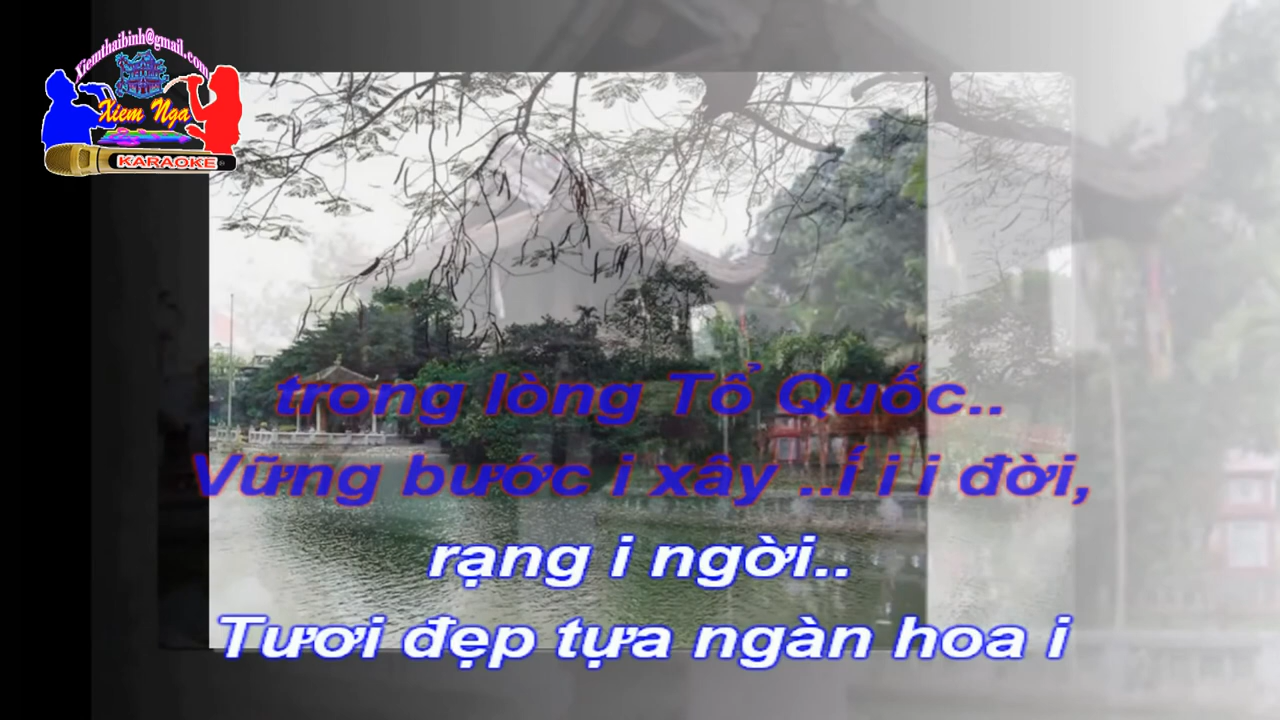 Xiemthaibinh@gmail.com
Xiem Nga
KARAOKE
trong lòng Tổ Quốc..
Vững bước i xây ..Í i i đời,
rạng i ngời..
Tươi đẹp tựa ngàn hoa i